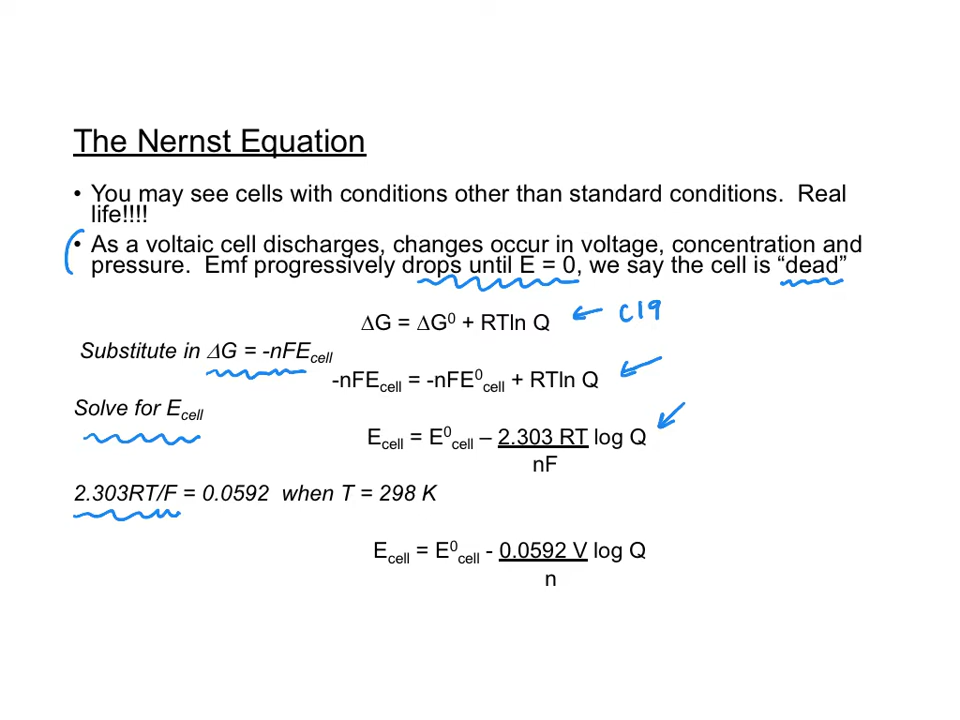 The Nernst Equation
• You may see cells with conditions other than standard conditions.  Real
life!!!!
• As a voltaic cell discharges, changes occur in voltage, concentration and
pressure.  Emf progressively drops until E = 0, we say the cell is “dead”
∆G = ∆G⁰ + RTln Q
C19
Substitute in ∆G = -nFEcell
-nFEcell = -nFE⁰cell + RTln Q
Solve for Ecell
Ecell = E⁰cell – 2.303 RT log Q
nF
2.303RT/F = 0.0592  when T = 298 K
Ecell = E⁰cell - 0.0592 V log Q
n